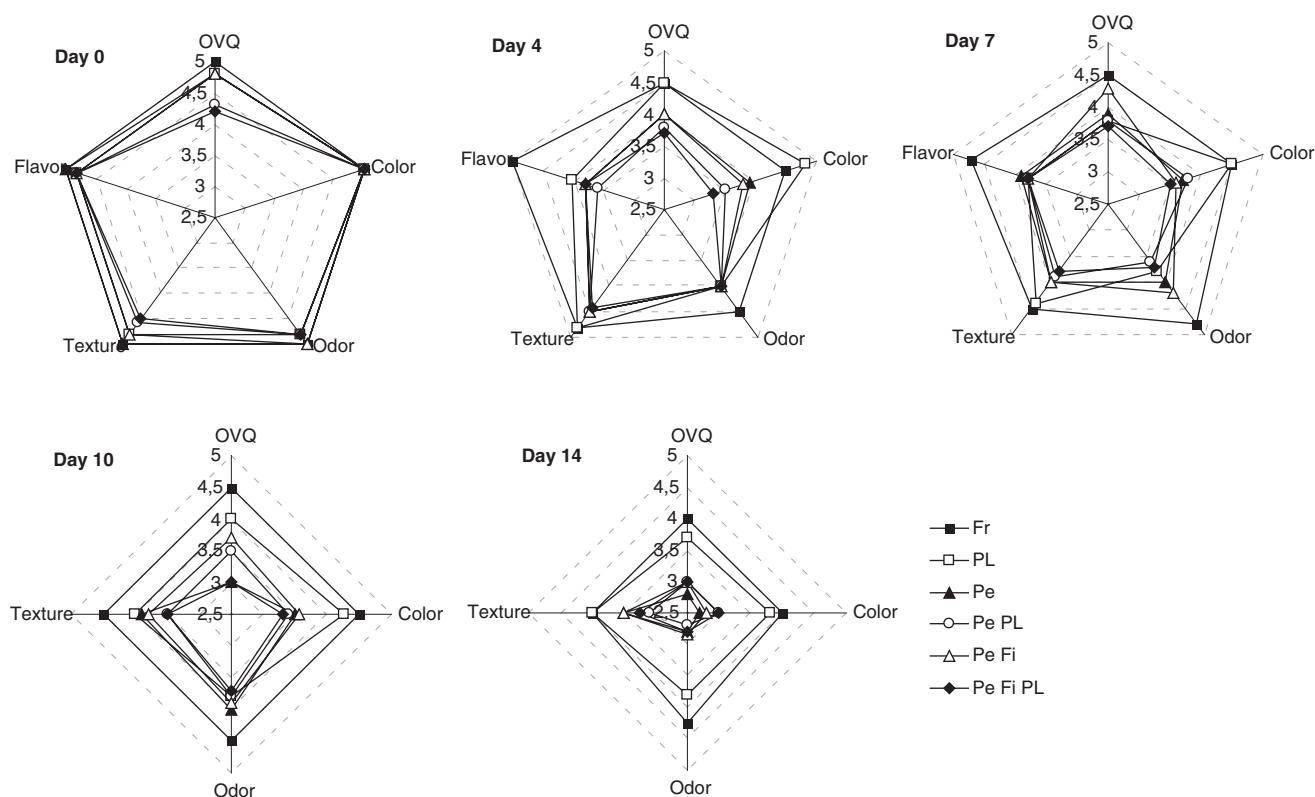 Day 0
OVQ
5
4,5
4
3,5
3
2,5
Flavor
Color
Texture
Odor
Day 4
OVQ
5
4,5
4
3,5
3
2,5
Flavor
Color
Texture
Odor
Day 7
OVQ
5
4,5
4
3,5
3
2,5
Flavor
Color
Texture
Odor
Day 10
OVQ
5
4,5
4
3,5
3
2,5
Texture
Color
Odor
Day 14
OVQ
5
4,5
4
3,5
3
2,5
Texture
Color
Odor
Fr
PL
Pe
Pe PL
Pe Fi
Pe Fi PL